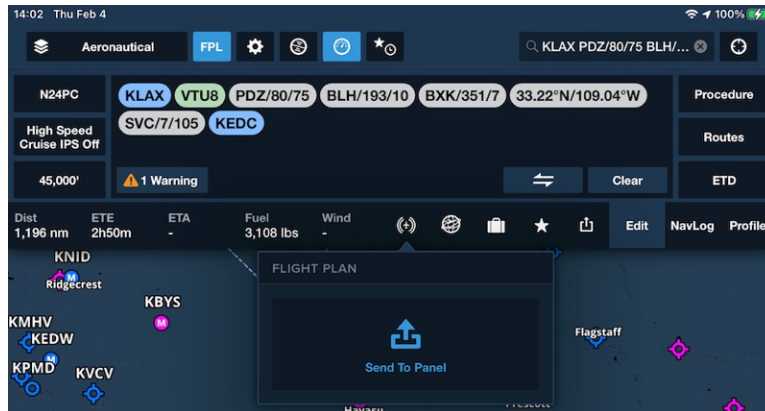 14:02 Thu Feb 4
100%
Aeronautical
FPL
KLAX PDZ/80/75 BLH/...
N24PC
KLAX VTU8 PDZ/80/75 BLH/193/10 BXK/351/7 33.22°N/109.04°W
Procedure
High Speed
Cruise IPS Off
SVC/7/105 KEDC
Routes
45,000'
1 Warning
Clear
ETD
Dist ETE ETA Fuel Wind
1,196 nm 2h50m - 3,108 lbs -
Edit NavLog Profile
KNID
Ridgecrest
M
FLIGHT PLAN
KBYS
M
KMHV
KEDW
Flagstaff
M
KPMD
KVCV
Send To Panel
Havasu
Prescott